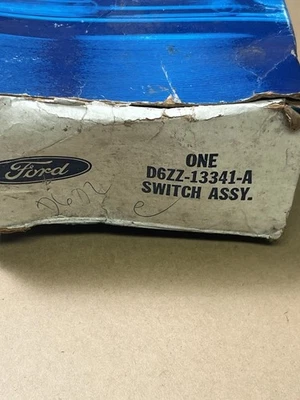 Ford
ONE
D6ZZ-13341-A
SWITCH ASSY.